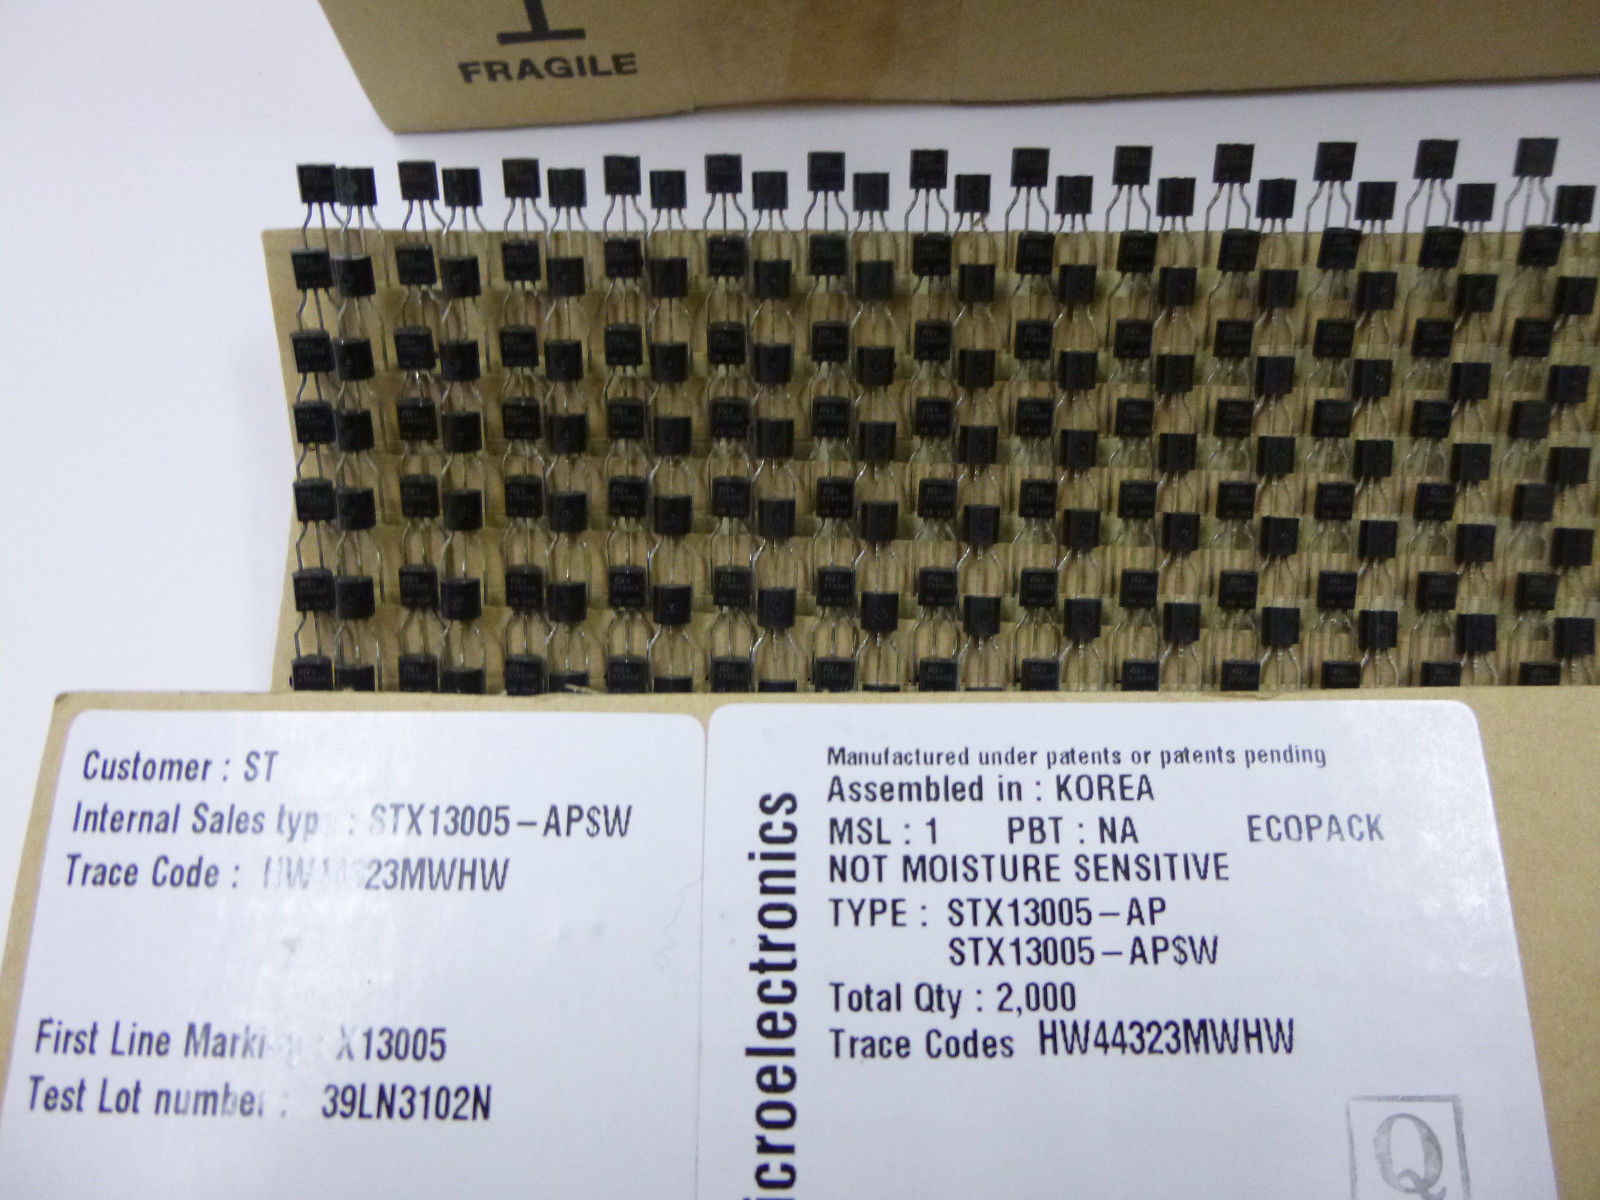 FRAGILE
Customer : ST
Internal Sales typ : STX13005-APSW
Trace Code : HW44323MWHW
First Line Marki : X13005
Test Lot number : 39LN3102N
icroelectronics
Manufactured under patents or patents pending
Assembled in : KOREA
MSL : 1 PBT : NA ECOPACK
NOT MOISTURE SENSITIVE
TYPE : STX13005-AP
STX13005-APSW
Total Qty : 2,000
Trace Codes HW44323MWHW
Q